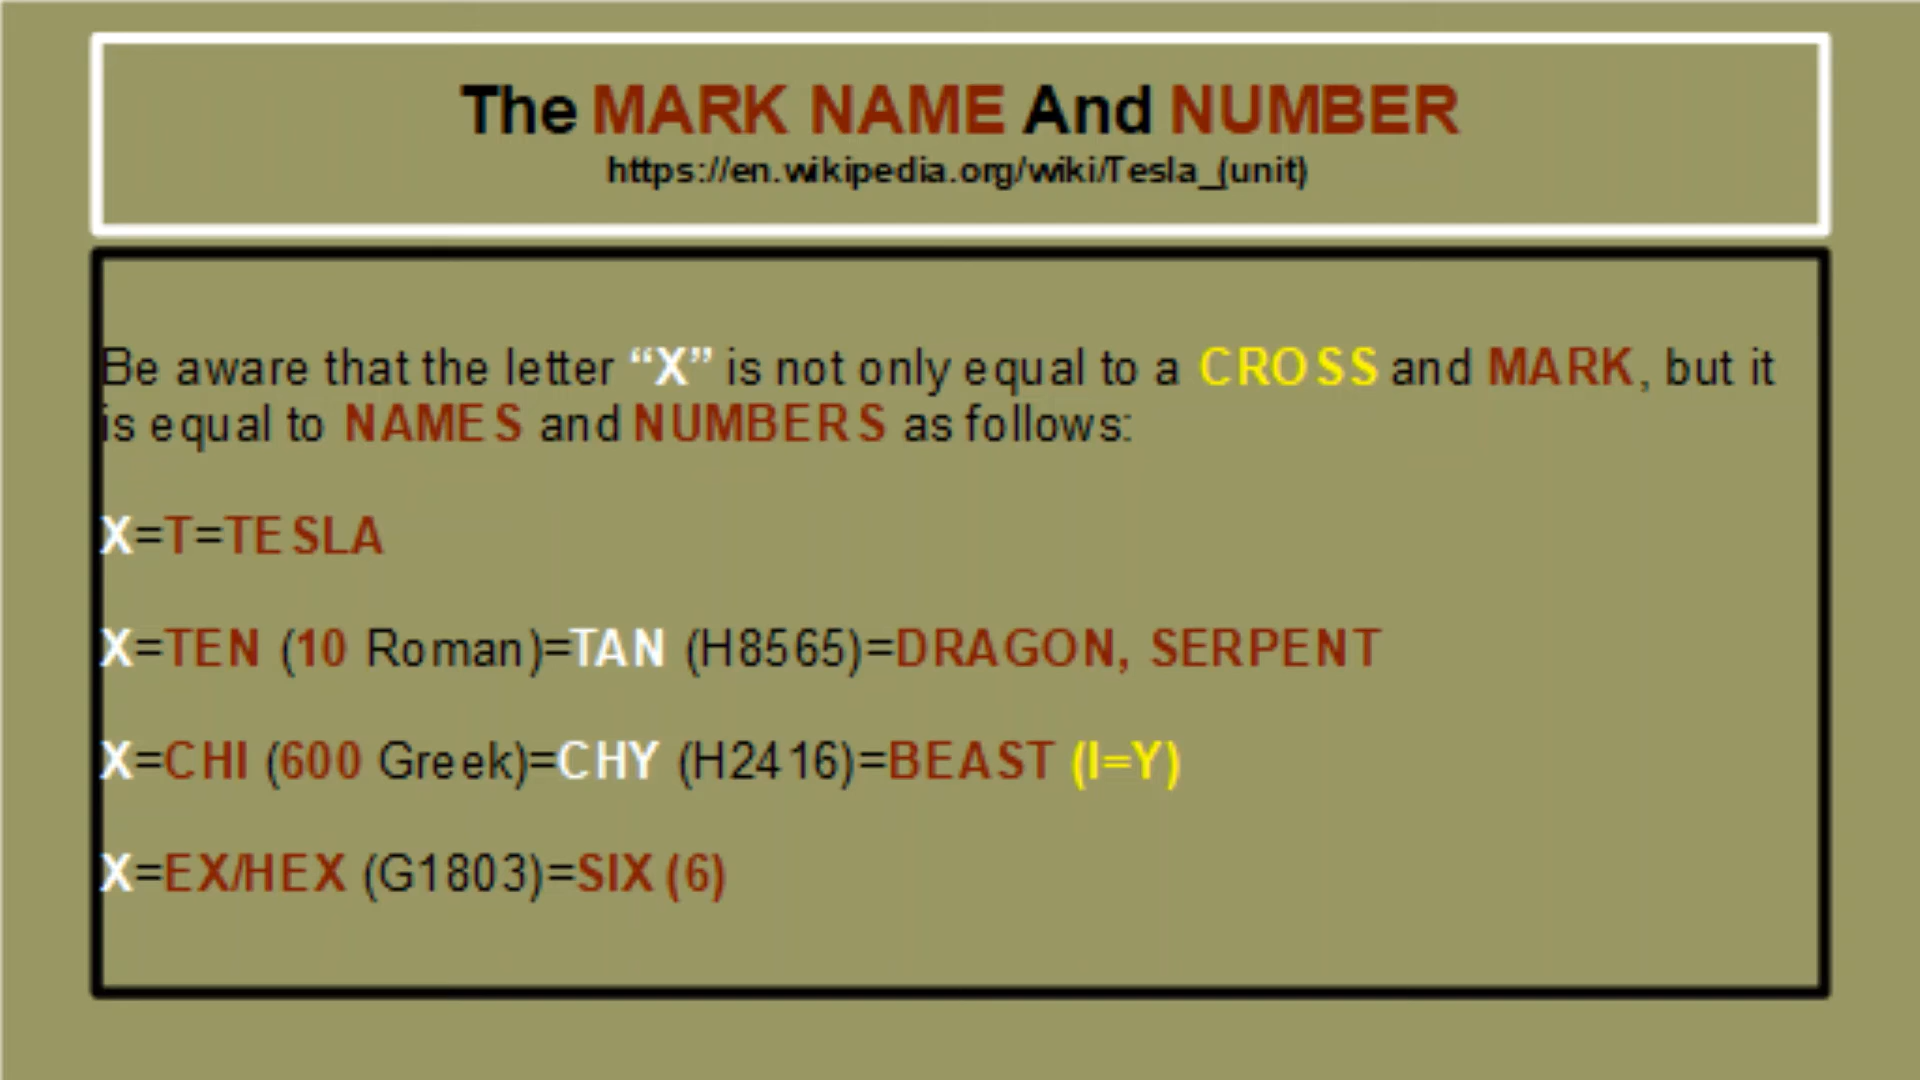 The MARK NAME And NUMBER
https://en.wikipedia.org/wiki/Tesla_(unit)
Be aware that the letter “X” is not only equal to a CROSS and MARK, but it
is equal to NAMES and NUMBERS as follows:
X=T=TESLA
X=TEN (10 Roman)=TAN (H8565)=DRAGON, SERPENT
X=CHI (600 Greek)=CHY (H2416)=BEAST (I=Y)
X=EX/HEX (G1803)=SIX (6)